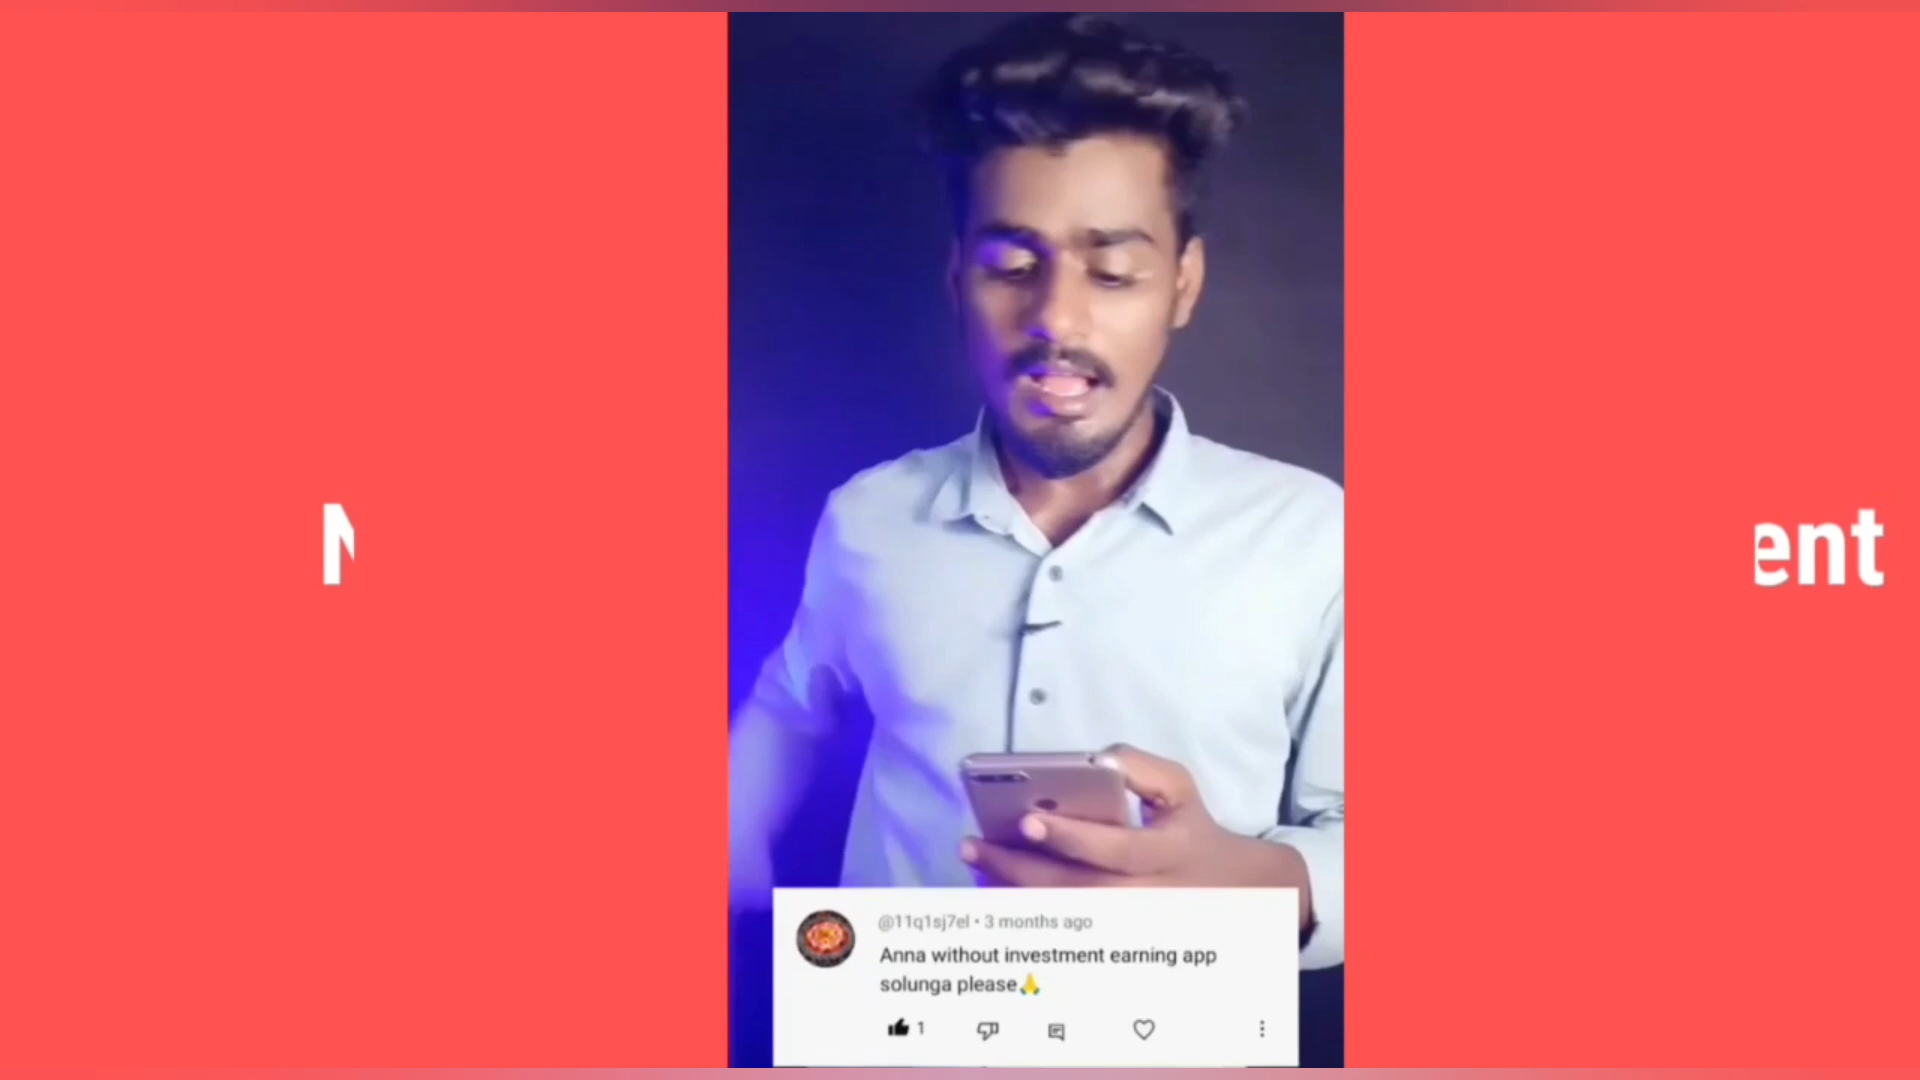 @11q1sj7el • 3 months ago
Anna without investment earning app
solunga please🙏
1
N
ent